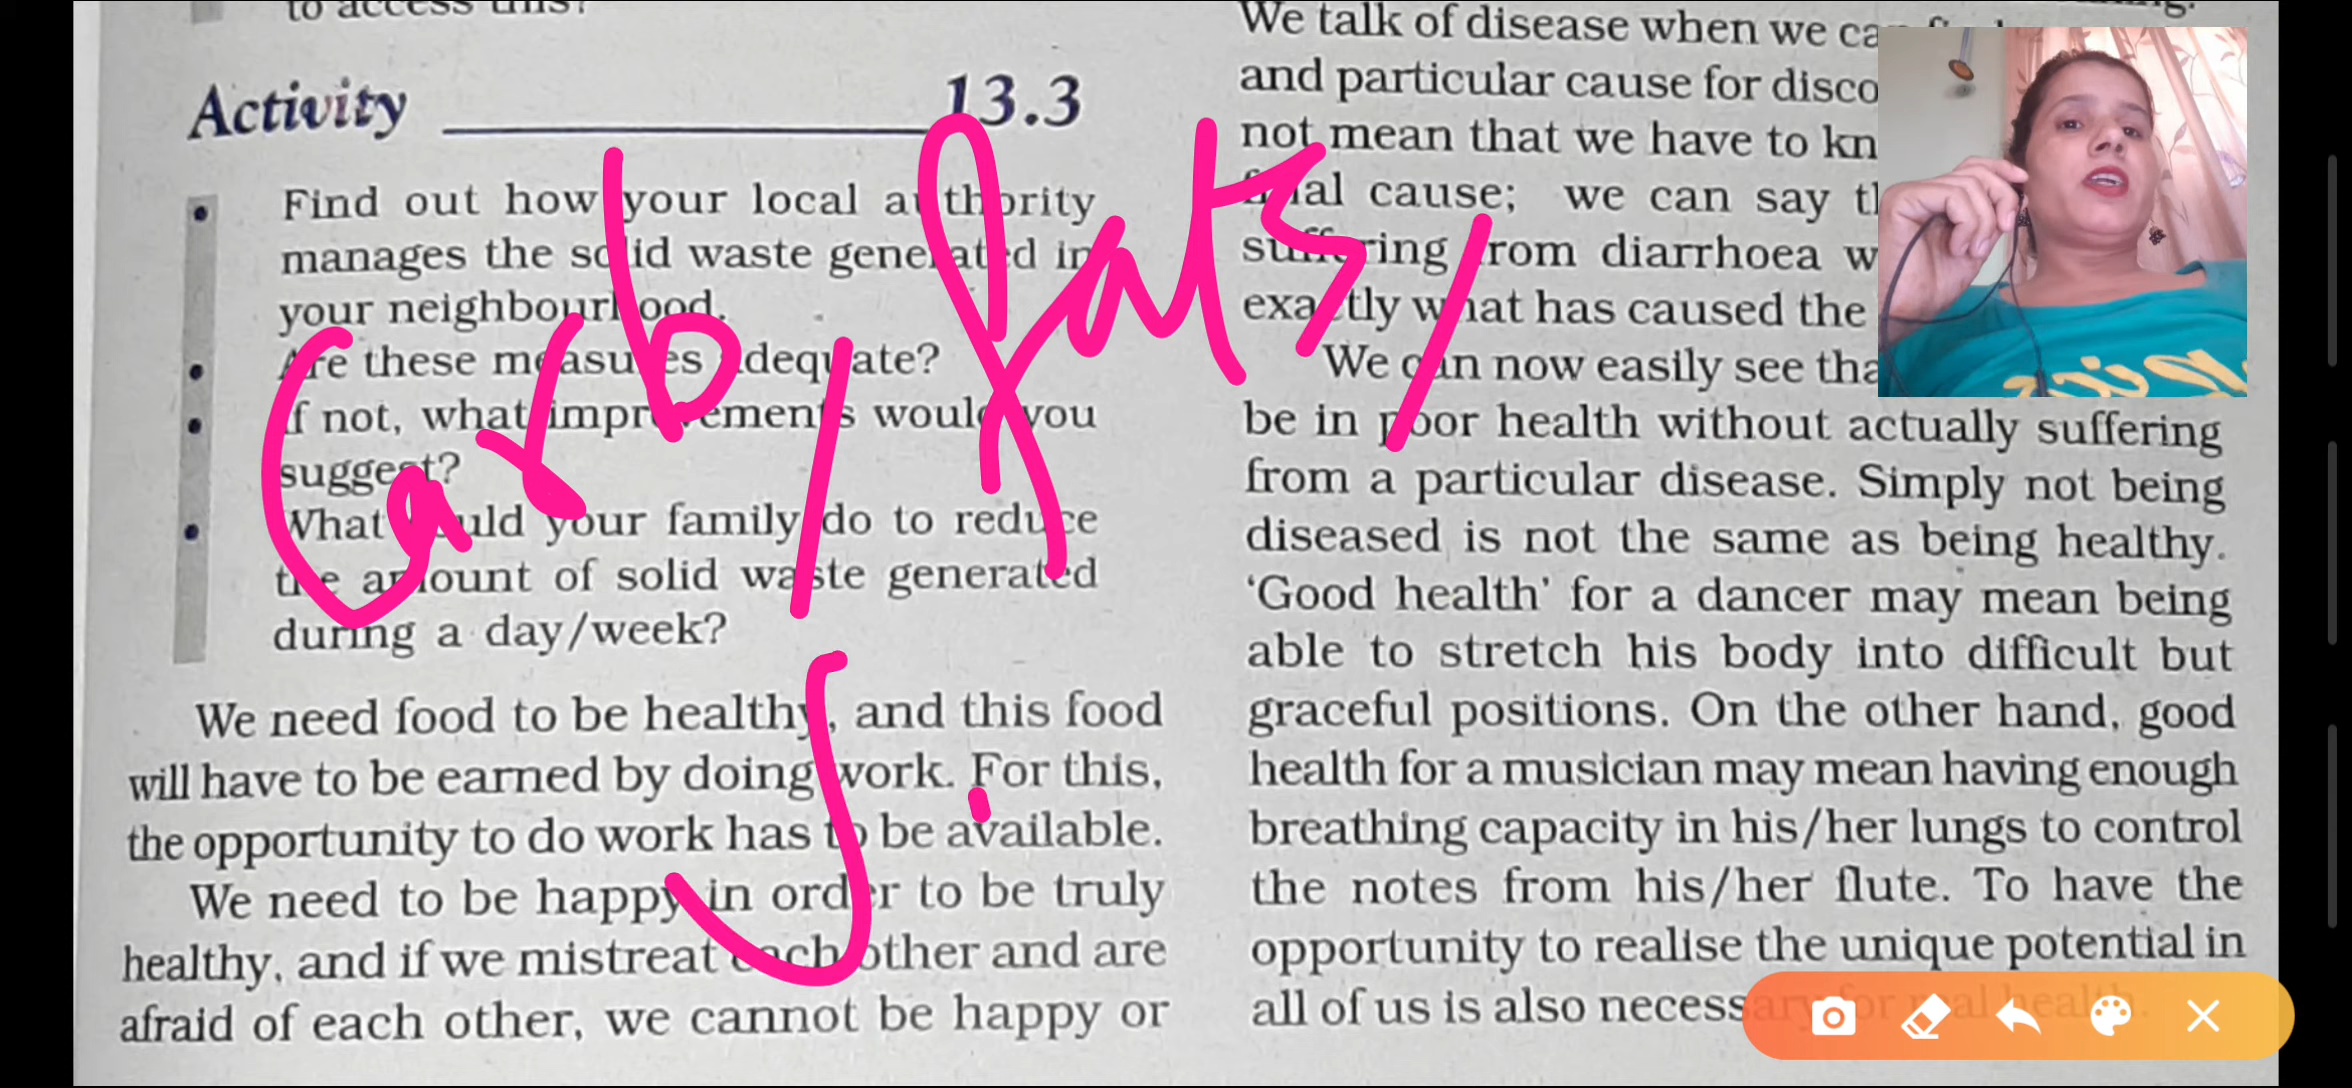 to access this?
Activity 13.3
• Find out how your local authority
manages the solid waste generated in
your neighbourhood.
• Are these measures adequate?
• If not, what improvements would you
suggest?
• What could your family do to reduce
the amount of solid waste generated
during a day/week?
We need food to be healthy, and this food
will have to be earned by doing work. For this,
the opportunity to do work has to be available.
We need to be happy in order to be truly
healthy, and if we mistreat each other and are
afraid of each other, we cannot be happy or
Carb/fats/
We talk of disease when we can find
and particular cause for disco
not mean that we have to kn
final cause; we can say th
suffering from diarrhoea w
exactly what has caused the
We can now easily see tha
be in poor health without actually suffering
from a particular disease. Simply not being
diseased is not the same as being healthy.
‘Good health’ for a dancer may mean being
able to stretch his body into difficult but
graceful positions. On the other hand, good
health for a musician may mean having enough
breathing capacity in his/her lungs to control
the notes from his/her flute. To have the
opportunity to realise the unique potential in
all of us is also necessary for real health.